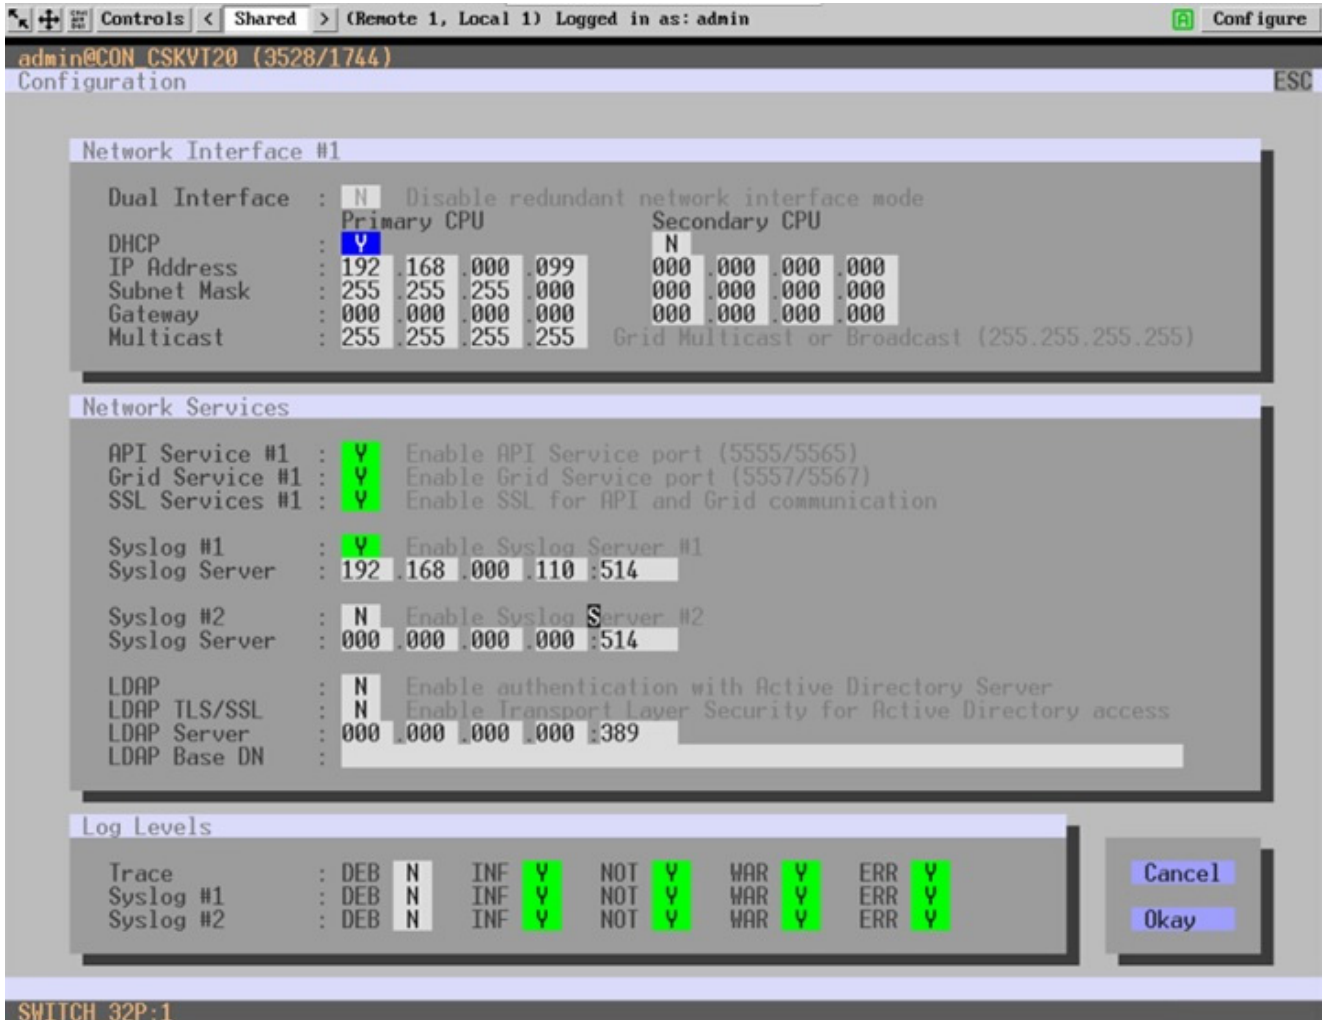 Controls < Shared > (Remote 1, Local 1) Logged in as: admin A Configure
admin@CON_CSKVT20 (3528/1744)
Configuration ESC
Network Interface #1
Dual Interface : N Disable redundant network interface mode
Primary CPU Secondary CPU
DHCP : Y N
IP Address : 192 .168 .000 .099 000 .000 .000 .000
Subnet Mask : 255 .255 .255 .000 000 .000 .000 .000
Gateway : 000 .000 .000 .000 000 .000 .000 .000
Multicast : 255 .255 .255 .255 Grid Multicast or Broadcast (255.255.255.255)
Network Services
API Service #1 : Y Enable API Service port (5555/5565)
Grid Service #1 : Y Enable Grid Service port (5557/5567)
SSL Services #1 : Y Enable SSL for API and Grid communication
Syslog #1 : Y Enable Syslog Server #1
Syslog Server : 192 .168 .000 .110 :514
Syslog #2 : N Enable Syslog Server #2
Syslog Server : 000 .000 .000 .000 :514
LDAP : N Enable authentication with Active Directory Server
LDAP TLS/SSL : N Enable Transport Layer Security for Active Directory access
LDAP Server : 000 .000 .000 .000 :389
LDAP Base DN :
Log Levels
Trace : DEB N INF Y NOT Y WAR Y ERR Y
Syslog #1 : DEB N INF Y NOT Y WAR Y ERR Y
Syslog #2 : DEB N INF Y NOT Y WAR Y ERR Y
Cancel
Okay
SWITCH 32P:1